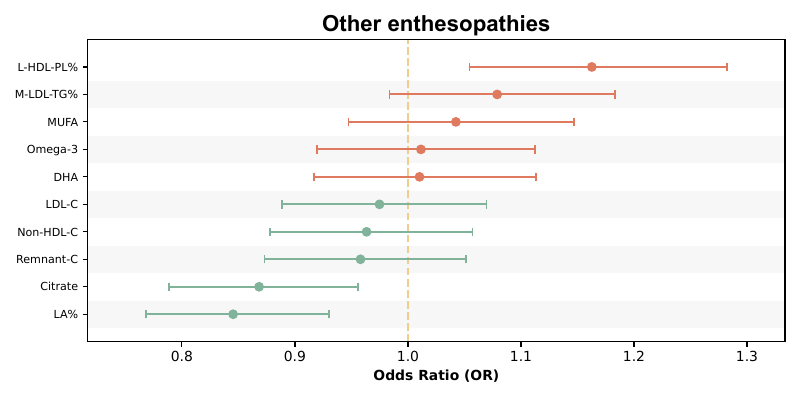 Other enthesopathies
L-HDL-PL%
M-LDL-TG%
MUFA
Omega-3
DHA
LDL-C
Non-HDL-C
Remnant-C
Citrate
LA%
0.8 0.9 1.0 1.1 1.2 1.3
Odds Ratio (OR)